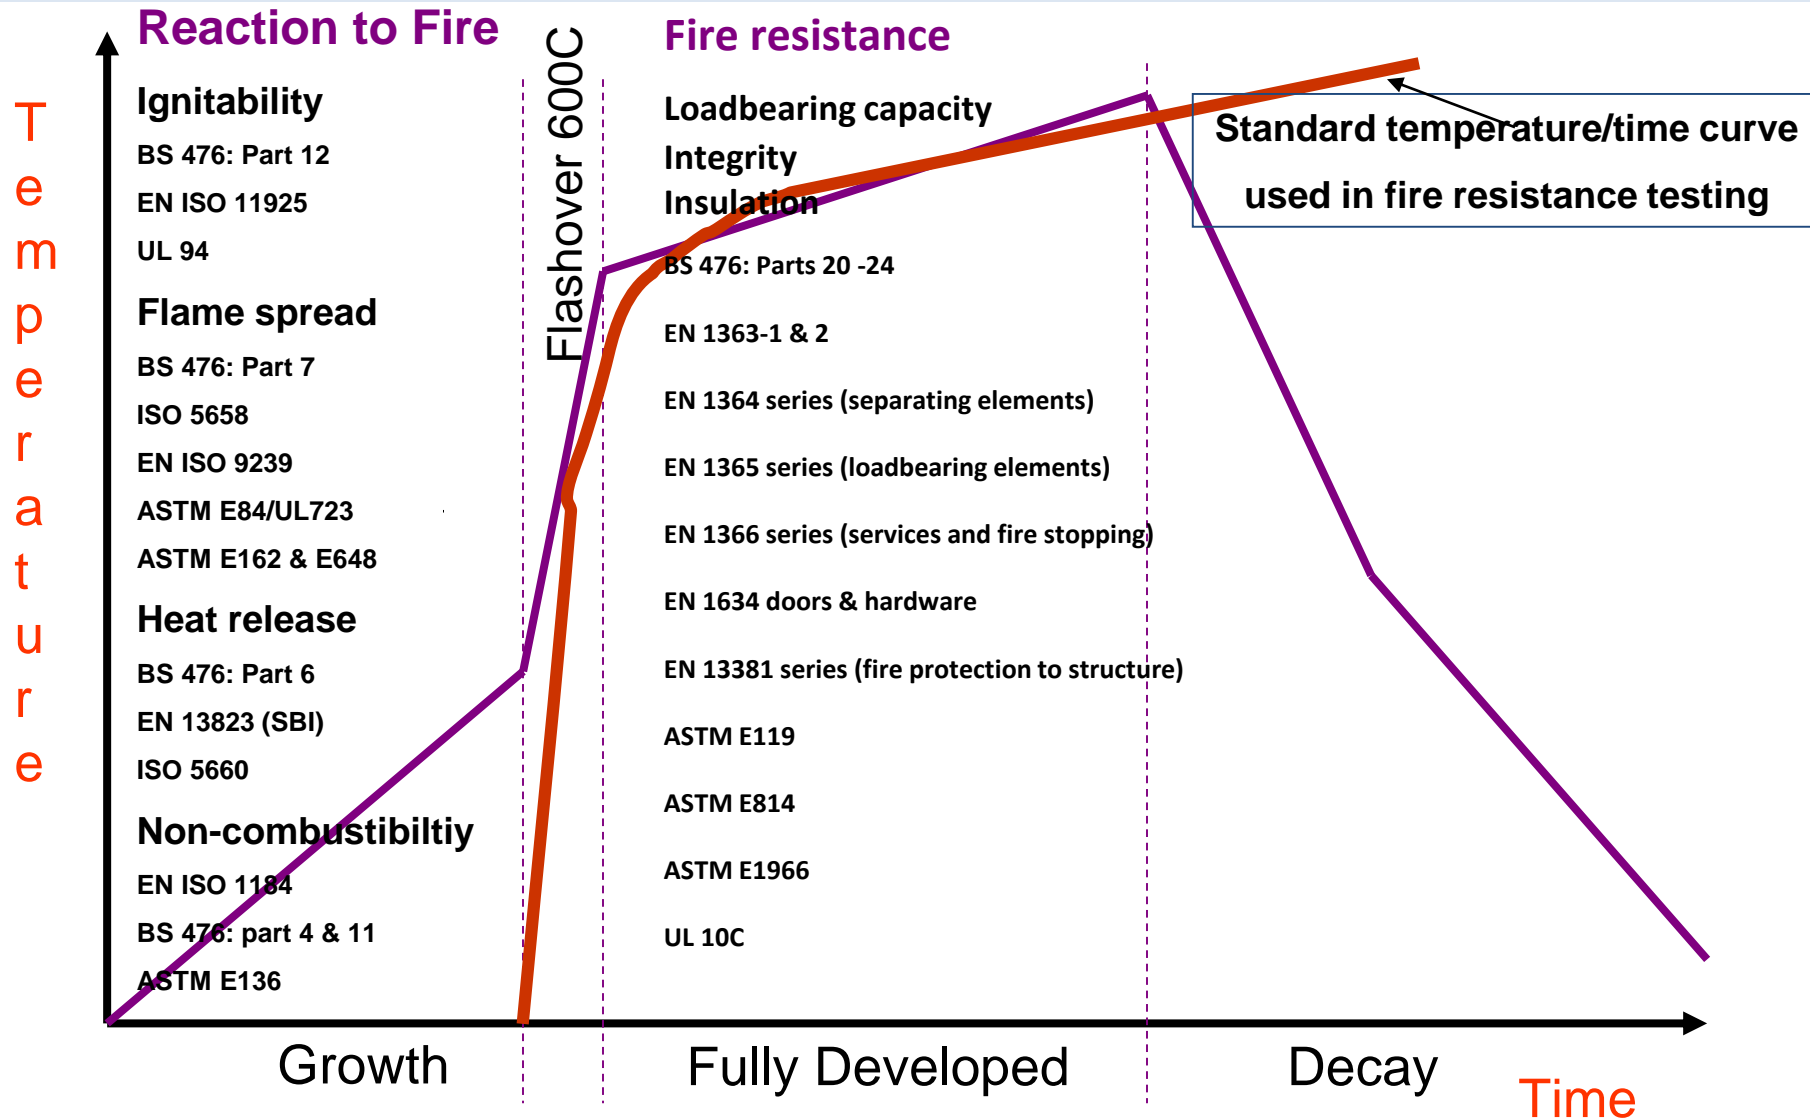 Temperature
Reaction to Fire
Ignitability
BS 476: Part 12
EN ISO 11925
UL 94
Flame spread
BS 476: Part 7
ISO 5658
EN ISO 9239
ASTM E84/UL723
ASTM E162 & E648
Heat release
BS 476: Part 6
EN 13823 (SBI)
ISO 5660
Non-combustibiltiy
EN ISO 1184
BS 476: part 4 & 11
ASTM E136
Flashover 600C
Fire resistance
Loadbearing capacity
Integrity
Insulation
BS 476: Parts 20 -24
EN 1363-1 & 2
EN 1364 series (separating elements)
EN 1365 series (loadbearing elements)
EN 1366 series (services and fire stopping)
EN 1634 doors & hardware
EN 13381 series (fire protection to structure)
ASTM E119
ASTM E814
ASTM E1966
UL 10C
Standard temperature/time curve
used in fire resistance testing
Growth
Fully Developed
Decay
Time